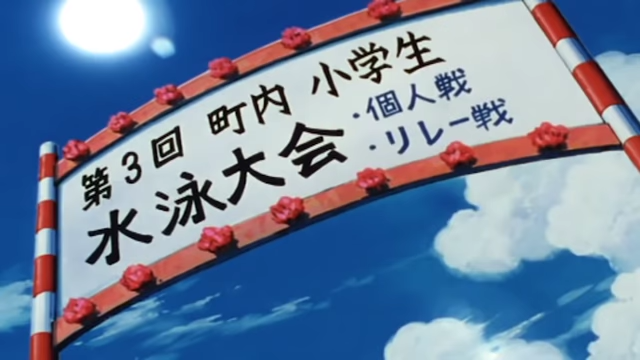 第3回 町内 小学生
水泳大会
・個人戦
・リレー戦